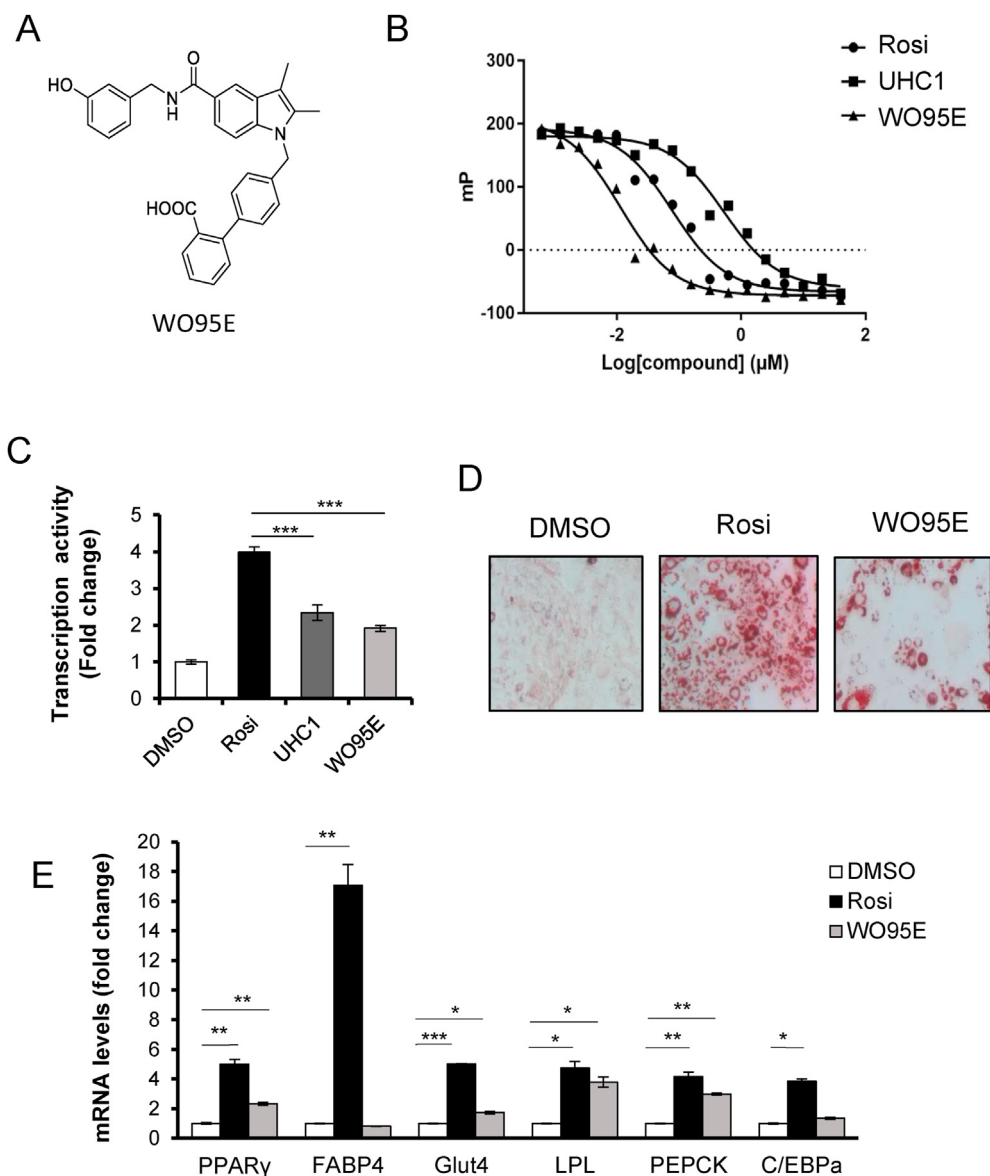 A
HO
N
H
O
N
HOOC
WO95E
B
Rosi
UHC1
WO95E
300
200
100
0
-100
mP
-2
0
2
Log[compound] (µM)
C
Transcription activity
(Fold change)
5
4
3
2
1
0
***
***
DMSO
Rosi
UHC1
WO95E
D
DMSO
Rosi
WO95E
E
mRNA levels (fold change)
20
18
16
14
12
10
8
6
4
2
0
**
**
**
*
***
*
*
**
**
*
DMSO
Rosi
WO95E
PPARγ FABP4 Glut4 LPL PEPCK C/EBPa